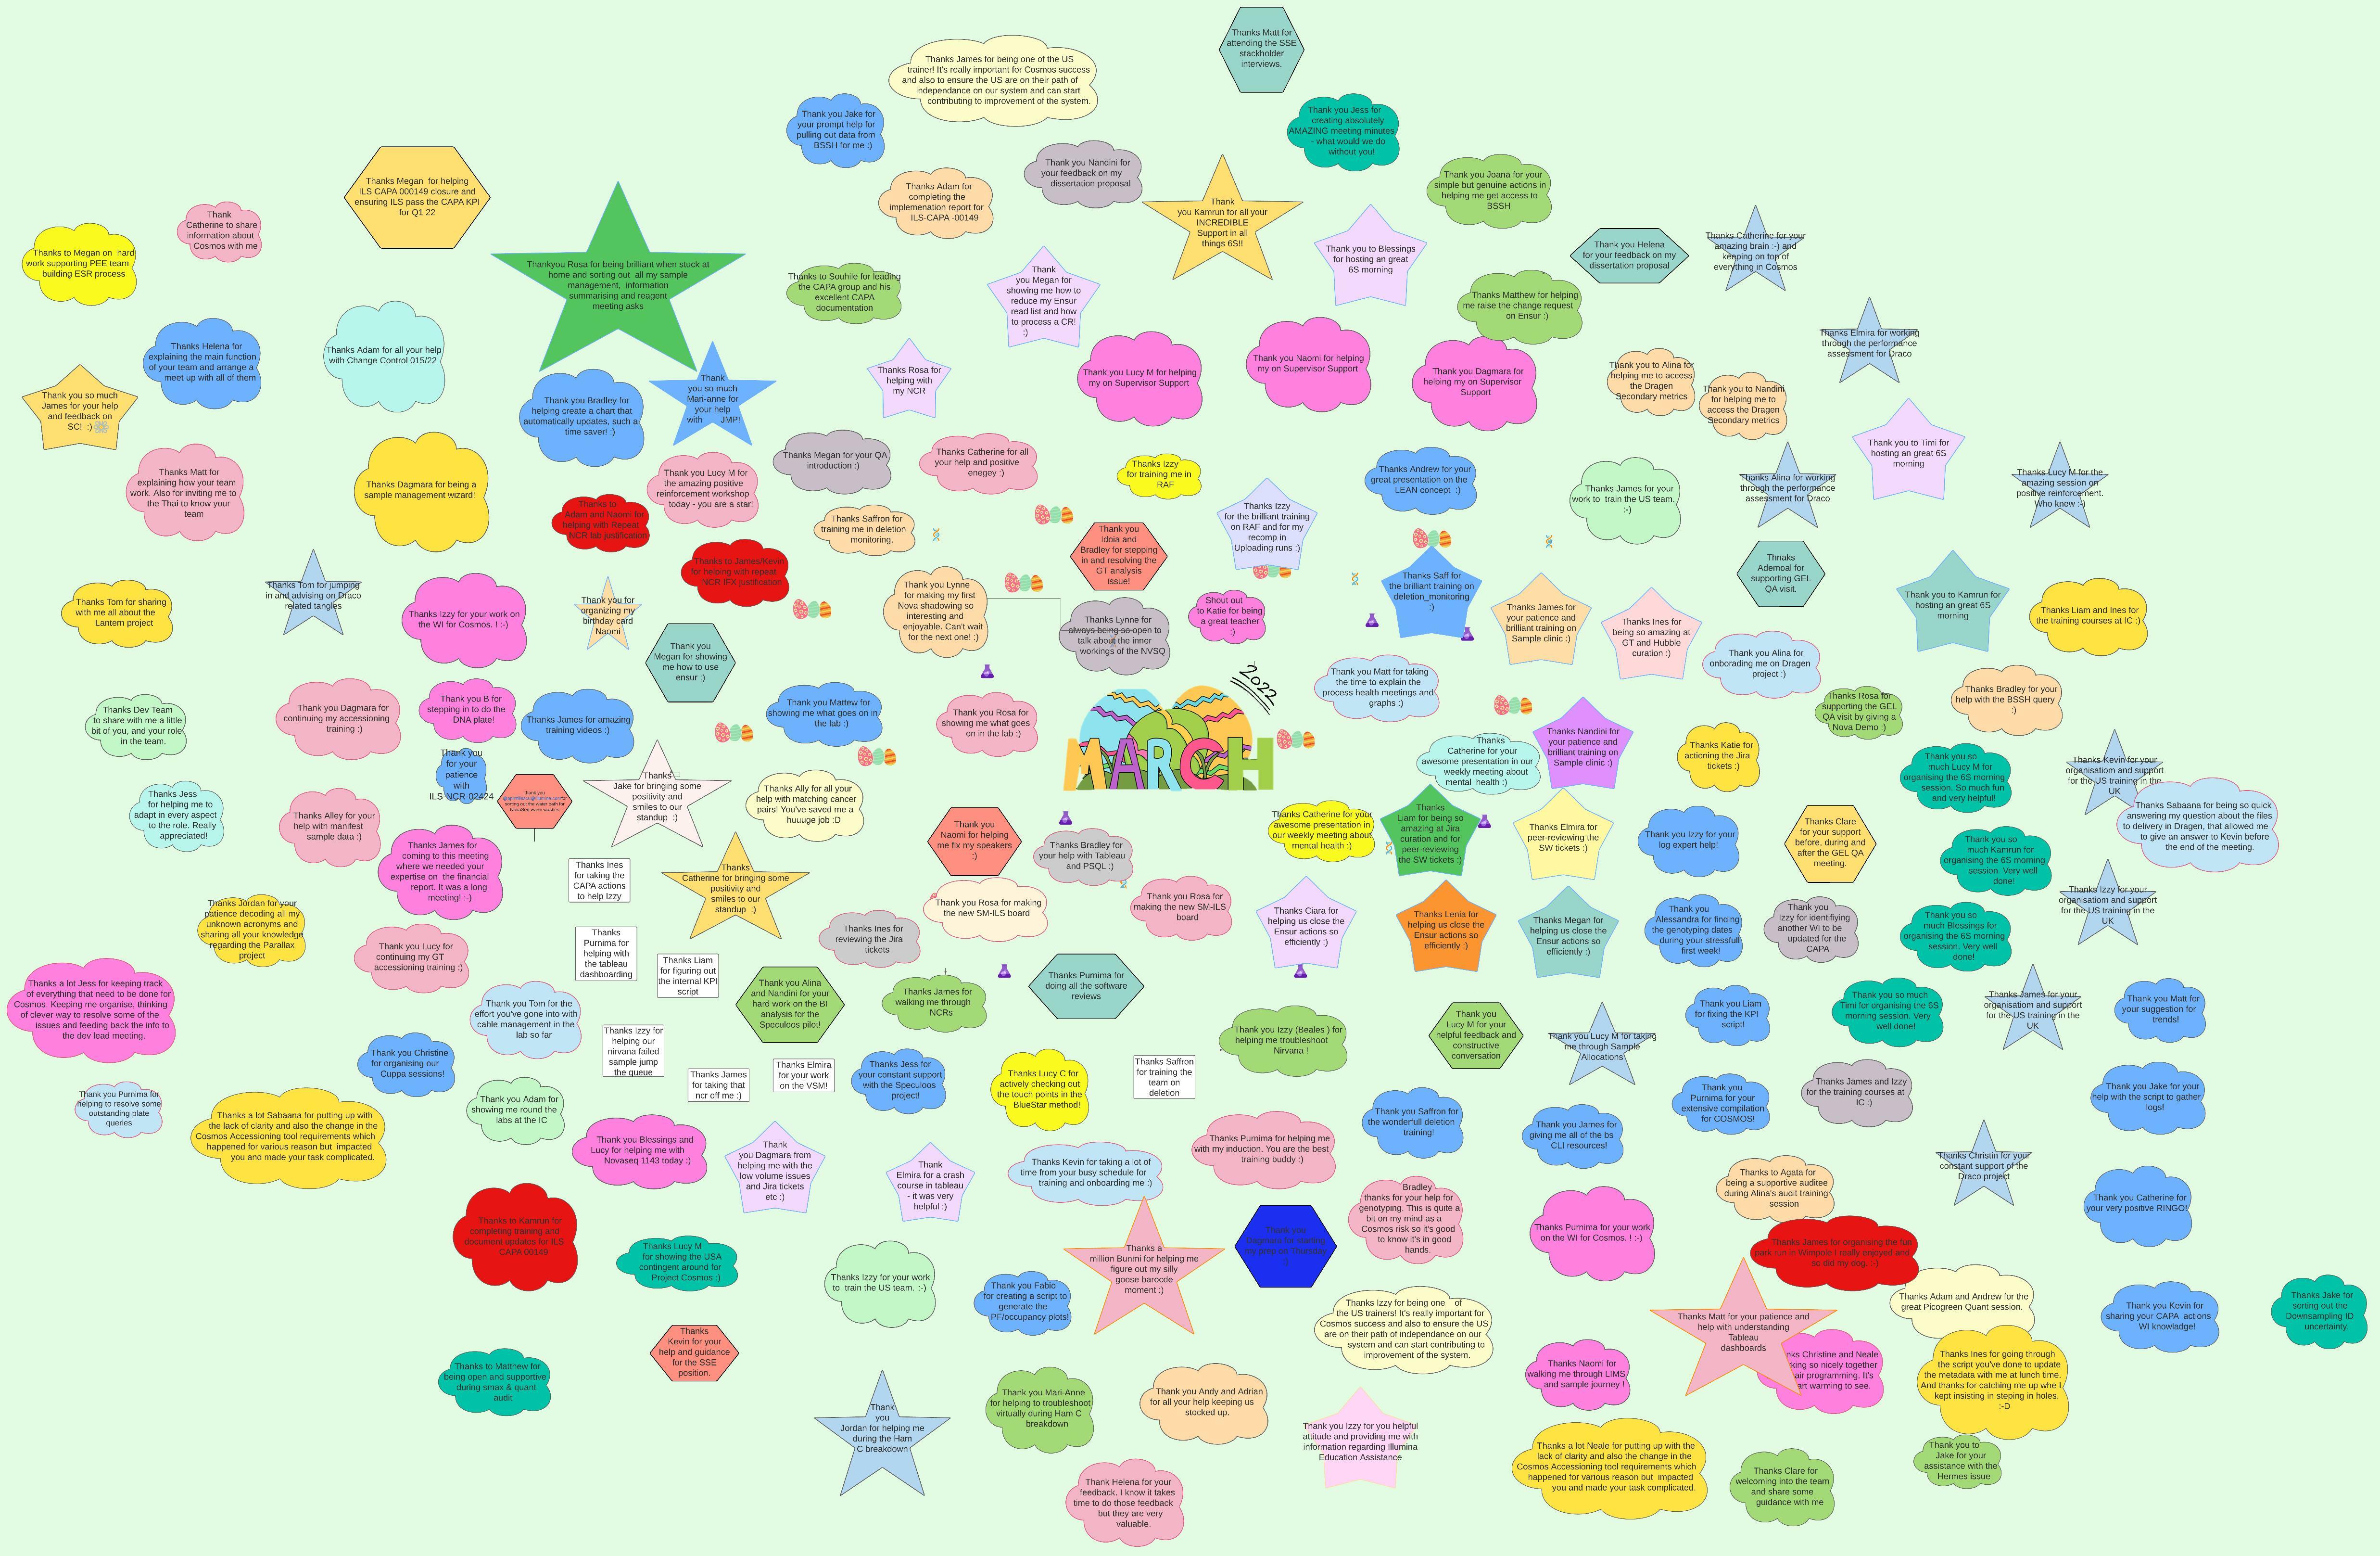 Thanks Matt for
attending the SSE
stackholder
interviews.
Thanks James for being one of the US
trainer! It's really important for Cosmos success
and also to ensure the US are on their path of
independance on our system and can start
contributing to improvement of the system.
Thank you Jake for
your prompt help for
pulling out data from
BSSH for me :)
Thank you Jess for
creating absolutely
AMAZING meeting minutes
- what would we do
without you!
Thank you Nandini for
your feedback on my
dissertation proposal
Thanks Adam for
completing the
implemenation report for
ILS-CAPA -00149
Thank
you Kamrun for all your
INCREDIBLE
Support in all
things 6S!!
Thank you Joana for your
simple but genuine actions in
helping me get access to
BSSH
Thanks Megan for helping
ILS CAPA 000149 closure and
ensuring ILS pass the CAPA KPI
for Q1 22
Thank
Catherine to share
information about
Cosmos with me
Thanks to Megan on hard
work supporting PEE team
building ESR process
Thankyou Rosa for being brilliant when stuck at
home and sorting out all my sample
management, information
summarising and reagent
meeting asks
Thanks to Souhile for leading
the CAPA group and his
excellent CAPA
documentation
Thank
you Megan for
showing me how to
reduce my Ensur
read list and how
to process a CR!
:)
Thank you to Blessings
for hosting an great
6S morning
Thank you Helena
for your feedback on my
dissertation proposal
Thanks Catherine for your
amazing brain :-) and
keeping on top of
everything in Cosmos
Thanks Matthew for helping
me raise the change request
on Ensur :)
Thanks Elmira for working
through the performance
assessment for Draco
Thanks Helena for
explaining the main function
of your team and arrange a
meet up with all of them
Thanks Adam for all your help
with Change Control 015/22
Thank you so much
James for your help
and feedback on
SC! :)
Thank you Bradley for
helping create a chart that
automatically updates, such a
time saver! :)
Thank
you so much
Mari-anne for
your help
with JMP!
Thanks Rosa for
helping with
my NCR
Thank you Lucy M for helping
my on Supervisor Support
Thank you Naomi for helping
my on Supervisor Support
Thank you Dagmara for
helping my on Supervisor
Support
Thank you to Alina for
helping me to access
the Dragen
Secondary metrics
Thank you to Nandini
for helping me to
access the Dragen
Secondary metrics
Thank you to Timi for
hosting an great 6S
morning
Thanks Matt for
explaining how your team
work. Also for inviting me to
the Thai to know your
team
Thanks Dagmara for being a
sample management wizard!
Thank you Lucy M for
the amazing positive
reinforcement workshop
today - you are a star!
Thanks Megan for your QA
introduction :)
Thanks Catherine for all
your help and positive
enegey :)
Thanks Izzy
for training me in
RAF
Thanks Andrew for your
great presentation on the
LEAN concept :)
Thanks James for your
work to train the US team.
:-)
Thanks Alina for working
through the performance
assessment for Draco
Thanks Lucy M for the
amazing session on
positive reinforcement.
Who knew :-)
Thanks to
Adam and Naomi for
helping with Repeat
NCR lab justification
Thanks Saffron for
training me in deletion
monitoring.
Thank you
Idoia and
Bradley for stepping
in and resolving the
GT analysis
issue!
Thanks Izzy
for the brilliant training
on RAF and for my
recomp in
Uploading runs :)
Thanks to James/Kevin
for helping with repeat
NCR IFX justification
Thanks Tom for jumping
in and advising on Draco
related tangles
Thanks Tom for sharing
with me all about the
Lantern project
Thanks Izzy for your work on
the WI for Cosmos. ! :-)
Thank you for
organizing my
birthday card
Naomi
Thank you Lynne
for making my first
Nova shadowing so
interesting and
enjoyable. Can't wait
for the next one! :)
Thanks Lynne for
always being so open to
talk about the inner
workings of the NVSQ
Shout out
to Katie for being
a great teacher
:)
Thanks Saff for
the brilliant training on
deletion_monitoring
:)
Thanks James for
your patience and
brilliant training on
Sample clinic :)
Thanks Ines for
being so amazing at
GT and Hubble
curation :)
Thnaks
Ademoal for
supporting GEL
QA visit.
Thank you to Kamrun for
hosting an great 6S
morning
Thanks Liam and Ines for
the training courses at IC :)
Thank you
Megan for showing
me how to use
ensur :)
2022
Thank you Matt for taking
the time to explain the
process health meetings and
graphs :)
Thank you Alina for
onborading me on Dragen
project :)
Thanks Dev Team
to share with me a little
bit of you, and your role
in the team.
Thank you Dagmara for
continuing my accessioning
training :)
Thank you B for
stepping in to do the
DNA plate!
Thanks James for amazing
training videos :)
Thank you Mattew for
showing me what goes on in
the lab :)
Thank you Rosa for
showing me what goes
on in the lab :)
MARCH
Thanks
Catherine for your
awesome presentation in our
weekly meeting about
mental health :)
Thanks Nandini for
your patience and
brilliant training on
Sample clinic :)
Thanks Katie for
actioning the Jira
tickets :)
Thanks Rosa for
supporting the GEL
QA visit by giving a
Nova Demo :)
Thanks Bradley for your
help with the BSSH query
:)
Thank you
for your
patience
with
ILS-NCR-02424
thank you
sorting out the water bath for
NovaSeq warm washes
Thanks
Jake for bringing some
positivity and
smiles to our
standup :)
Thanks Ally for all your
help with matching cancer
pairs! You've saved me a
huuuge job :D
Thank you so
much Lucy M for
organising the 6S morning
session. So much fun
and very helpful!
Thanks Kevin for your
organisatiom and support
for the US training in the
UK
Thanks Sabaana for being so quick
answering my question about the files
to delivery in Dragen, that allowed me
to give an answer to Kevin before
the end of the meeting.
Thanks Jess
for helping me to
adapt in every aspect
to the role. Really
appreciated!
Thanks Alley for your
help with manifest
sample data :)
Thanks James for
coming to this meeting
where we needed your
expertise on the financial
report. It was a long
meeting! :-)
Thank you
Naomi for helping
me fix my speakers
:)
Thanks Bradley for
your help with Tableau
and PSQL :)
Thanks Catherine for your
awesome presentation in
our weekly meeting about
mental health :)
Thanks
Liam for being so
amazing at Jira
curation and for
peer-reviewing
the SW tickets :)
Thanks Elmira for
peer-reviewing the
SW tickets :)
Thank you Izzy for your
log expert help!
Thanks Clare
for your support
before, during and
after the GEL QA
meeting.
Thank you so
much Kamrun for
organising the 6S morning
session. Very well
done!
Thanks Ines
for taking the
CAPA actions
to help Izzy
Thanks
Catherine for bringing some
positivity and
smiles to our
standup :)
Thank you Rosa for making
the new SM-ILS board
Thank you Rosa for
making the new SM-ILS
board
Thanks Izzy for your
organisatiom and support
for the US training in the
UK
Thanks Jordan for your
patience decoding all my
unknown acronyms and
sharing all your knowledge
regarding the Parallax
project
Thank you Lucy for
continuing my GT
accessioning training :)
Thanks
Purnima for
helping with
the tableau
dashboarding
Thanks Ines for
reviewing the Jira
tickets
Thanks Ciara for
helping us close the
Ensur actions so
efficiently :)
Thanks Lenia for
helping us close the
Ensur actions so
efficiently :)
Thanks Megan for
helping us close the
Ensur actions so
efficiently :)
Thank you
Alessandra for finding
the genotyping dates
during your stressfull
first week!
Thank you
Izzy for identifiying
another WI to be
updated for the
CAPA
Thank you so
much Blessings for
organising the 6S morning
session. Very well
done!
Thanks a lot Jess for keeping track
of everything that need to be done for
Cosmos. Keeping me organise, thinking
of clever way to resolve some of the
issues and feeding back the info to
the dev lead meeting.
Thanks Liam
for figuring out
the internal KPI
script
Thank you Alina
and Nandini for your
hard work on the BI
analysis for the
Speculoos pilot!
Thanks James for
walking me through
NCRs
Thanks Purnima for
doing all the software
reviews
Thank you Tom for the
effort you've gone into with
cable management in the
lab so far
Thank you Izzy (Beales ) for
helping me troubleshoot
Nirvana !
Thank you
Lucy M for your
helpful feedback and
constructive
conversation
Thank you Lucy M for taking
me through Sample
Allocations
Thank you Liam
for fixing the KPI
script!
Thank you so much
Timi for organising the 6S
morning session. Very
well done!
Thanks James for your
organisatiom and support
for the US training in the
UK
Thank you Matt for
your suggestion for
trends!
Thank you Christine
for organising our
Cuppa sessions!
Thanks Izzy for
helping our
nirvana failed
sample jump
the queue
Thanks James
for taking that
ncr off me :)
Thanks Elmira
for your work
on the VSM!
Thanks Jess for
your constant support
with the Speculoos
project!
Thanks Lucy C for
actively checking out
the touch points in the
BlueStar method!
Thanks Saffron
for training the
team on
deletion
Thank you Purnima for
helping to resolve some
outstanding plate
queries
Thanks a lot Sabaana for putting up with
the lack of clarity and also the change in the
Cosmos Accessioning tool requirements which
happened for various reason but impacted
you and made your task complicated.
Thank you Adam for
showing me round the
labs at the IC
Thank you Blessings and
Lucy for helping me with
Novaseq 1143 today :)
Thank
you Dagmara from
helping me with the
low volume issues
and Jira tickets
etc :)
Thank
Elmira for a crash
course in tableau
- it was very
helpful :)
Thanks Kevin for taking a lot of
time from your busy schedule for
training and onboarding me :)
Thanks Purnima for helping me
with my induction. You are the best
training buddy :)
Thank you Saffron for
the wonderfull deletion
training!
Thank you James for
giving me all of the bs
CLI resources!
Thank you
Purnima for your
extensive compilation
for COSMOS!
Thanks James and Izzy
for the training courses at
IC :)
Thank you Jake for your
help with the script to gather
logs!
Thanks Christin for your
constant support of the
Draco project
Thanks to Agata for
being a supportive auditee
during Alina's audit training
session
Thank you Catherine for
your very positive RINGO!
Thanks to Kamrun for
completing training and
document updates for ILS
CAPA 00149
Thanks Lucy M
for showing the USA
contingent around for
Project Cosmos :)
Thanks Izzy for your work
to train the US team. :-)
Thank you Fabio
for creating a script to
generate the
PF/occupancy plots!
Thanks a
million Bunmi for helping me
figure out my silly
goose barocde
moment :)
Thank you
Dagmara for starting
my prep on Thursday
:)
Bradley
thanks for your help for
genotyping. This is quite a
bit on my mind as a
Cosmos risk so it's good
to know it's in good
hands.
Thanks Purnima for your work
on the WI for Cosmos. ! :-)
Thanks James for organising the fun
park run in Wimpole I really enjoyed and
so did my dog. :-)
Thanks Adam and Andrew for the
great Picogreen Quant session.
Thank you Kevin for
sharing your CAPA actions
WI knowladge!
Thanks Jake for
sorting out the
Downsampling ID
uncertainty.
Thanks Izzy for being one of
the US trainers! It's really important for
Cosmos success and also to ensure the US
are on their path of independance on our
system and can start contributing to
improvement of the system.
Thanks Matt for your patience and
help with understanding
Tableau
dashboards
Thanks
Kevin for your
help and guidance
for the SSE
position.
Thanks to Matthew for
being open and supportive
during smax & quant
audit
Thank you Mari-Anne
for helping to troubleshoot
virtually during Ham C
breakdown
Thank you Andy and Adrian
for all your help keeping us
stocked up.
Thanks Naomi for
walking me through LIMS
and sample journey !
nks Christine and Neale
king so nicely together
air programming. It's
art warming to see.
Thanks Ines for going through
the script you've done to update
the metadata with me at lunch time.
And thanks for catching me up whe I
kept insisting in steping in holes.
:-D
Thank
you
Jordan for helping me
during the Ham
C breakdown
Thank you Izzy for you helpful
attitude and providing me with
information regarding Illumina
Education Assistance
Thanks a lot Neale for putting up with the
lack of clarity and also the change in the
Cosmos Accessioning tool requirements which
happened for various reason but impacted
you and made your task complicated.
Thanks Clare for
welcoming into the team
and share some
guidance with me
Thank you to
Jake for your
assistance with the
Hermes issue
Thank Helena for your
feedback. I know it takes
time to do those feedback
but they are very
valuable.